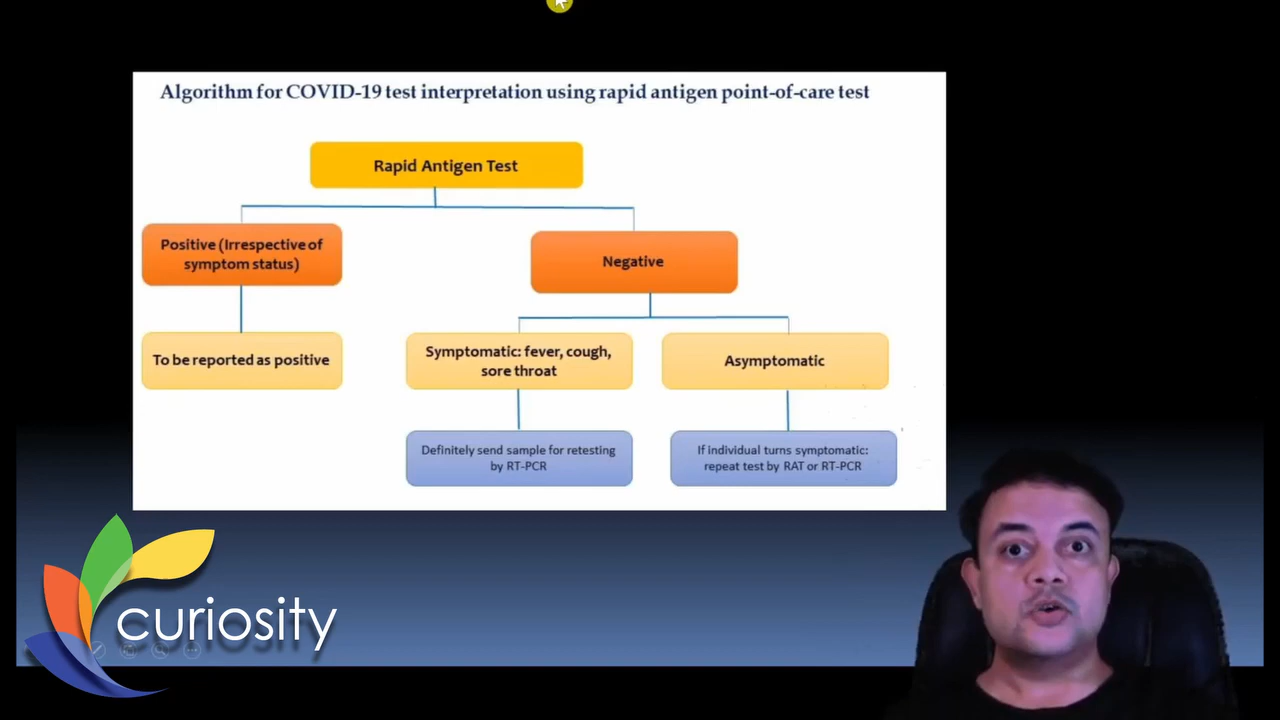 Algorithm for COVID-19 test interpretation using rapid antigen point-of-care test
Rapid Antigen Test
Positive (Irrespective of
symptom status)
Negative
To be reported as positive
Symptomatic: fever, cough,
sore throat
Asymptomatic
Definitely send sample for retesting
by RT-PCR
If individual turns symptomatic:
repeat test by RAT or RT-PCR
curiosity